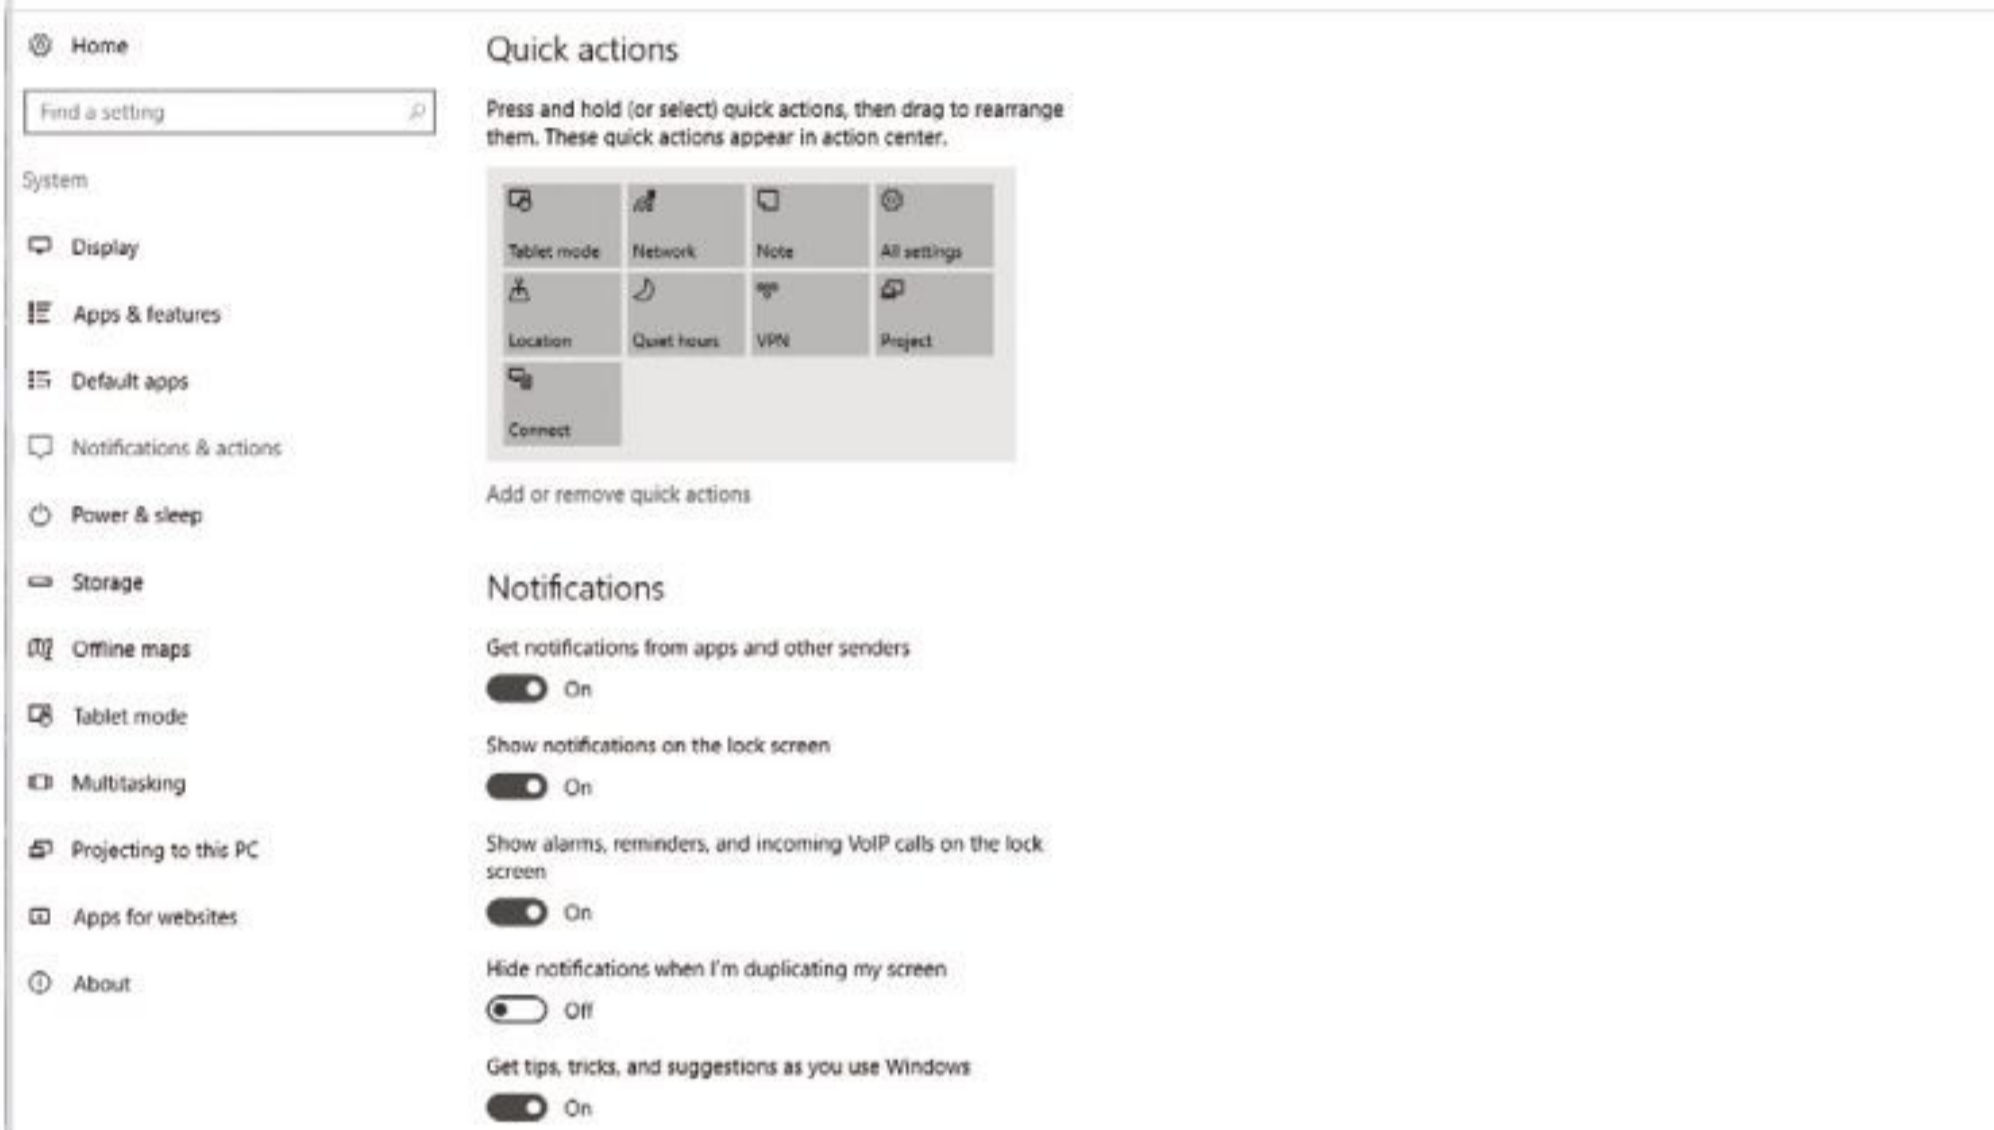 Home
Find a setting
System
Display
Apps & features
Default apps
Notifications & actions
Power & sleep
Storage
Offline maps
Tablet mode
Multitasking
Projecting to this PC
Apps for websites
About
Quick actions
Press and hold (or select) quick actions, then drag to rearrange
them. These quick actions appear in action center.
Tablet mode
Network
Note
All settings
Location
Quiet hours
VPN
Project
Connect
Add or remove quick actions
Notifications
Get notifications from apps and other senders
On
Show notifications on the lock screen
On
Show alarms, reminders, and incoming VoIP calls on the lock
screen
On
Hide notifications when I'm duplicating my screen
Off
Get tips, tricks, and suggestions as you use Windows
On